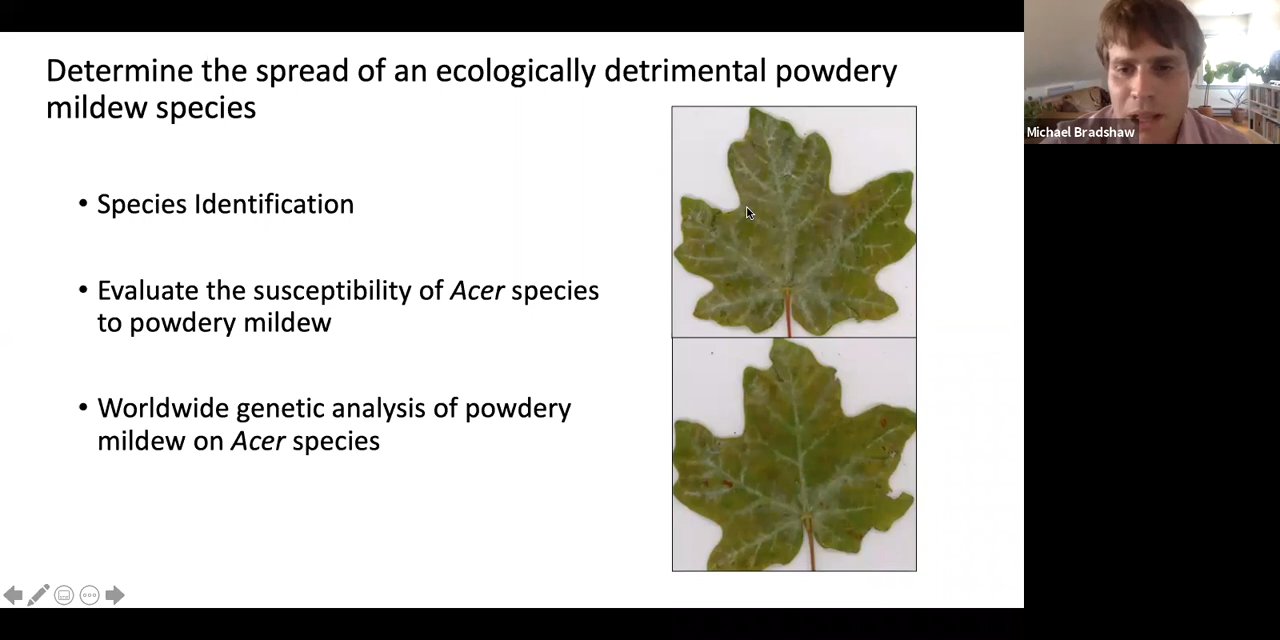 Determine the spread of an ecologically detrimental powdery
mildew species
• Species Identification
• Evaluate the susceptibility of Acer species
to powdery mildew
• Worldwide genetic analysis of powdery
mildew on Acer species
Michael Bradshaw